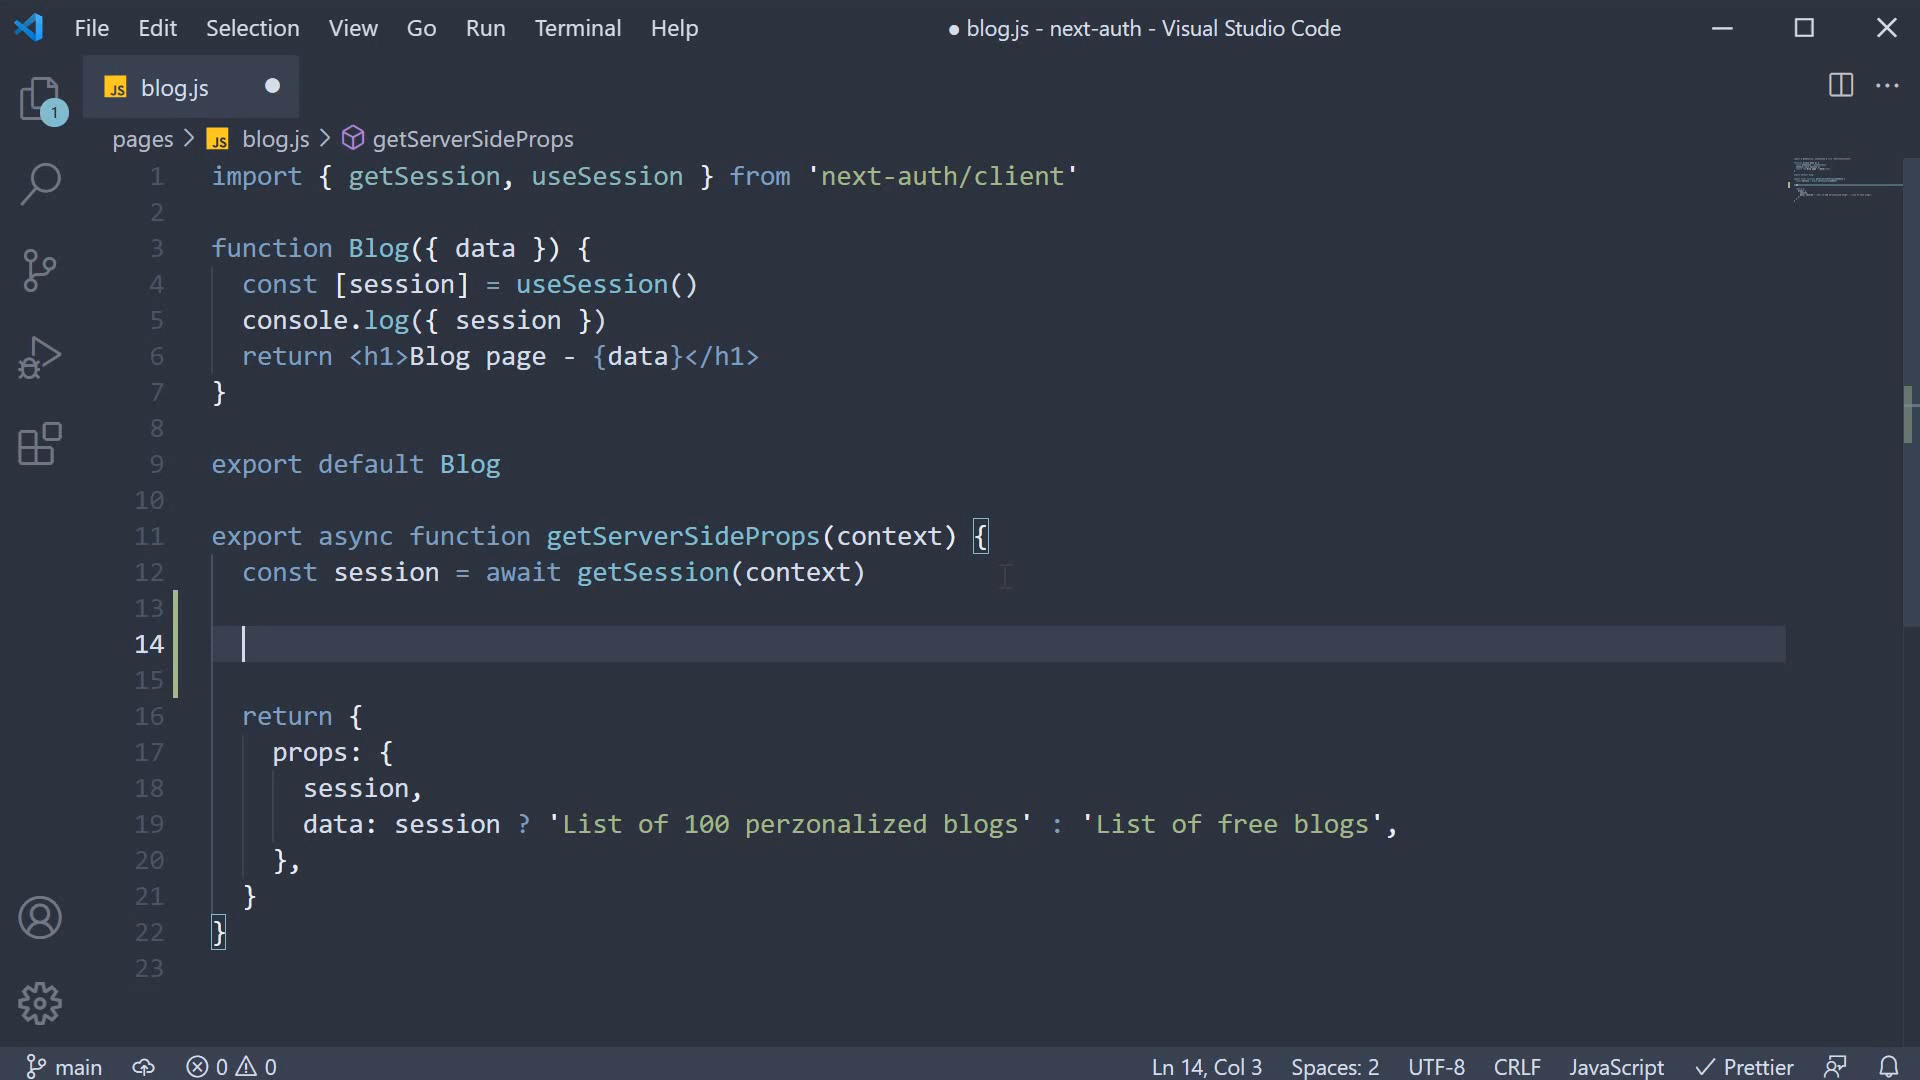 File Edit Selection View Go Run Terminal Help
● blog.js - next-auth - Visual Studio Code
JS blog.js
1
pages > JS blog.js > getServerSideProps
1 import { getSession, useSession } from 'next-auth/client'
2
3 function Blog({ data }) {
4 const [session] = useSession()
5 console.log({ session })
6 return <h1>Blog page - {data}</h1>
7 }
8
9 export default Blog
10
11 export async function getServerSideProps(context) {
12 const session = await getSession(context)
13
14
15
16 return {
17 props: {
18 session,
19 data: session ? 'List of 100 perzonalized blogs' : 'List of free blogs',
20 },
21 }
22 }
23
main 0 0 Ln 14, Col 3 Spaces: 2 UTF-8 CRLF JavaScript Prettier